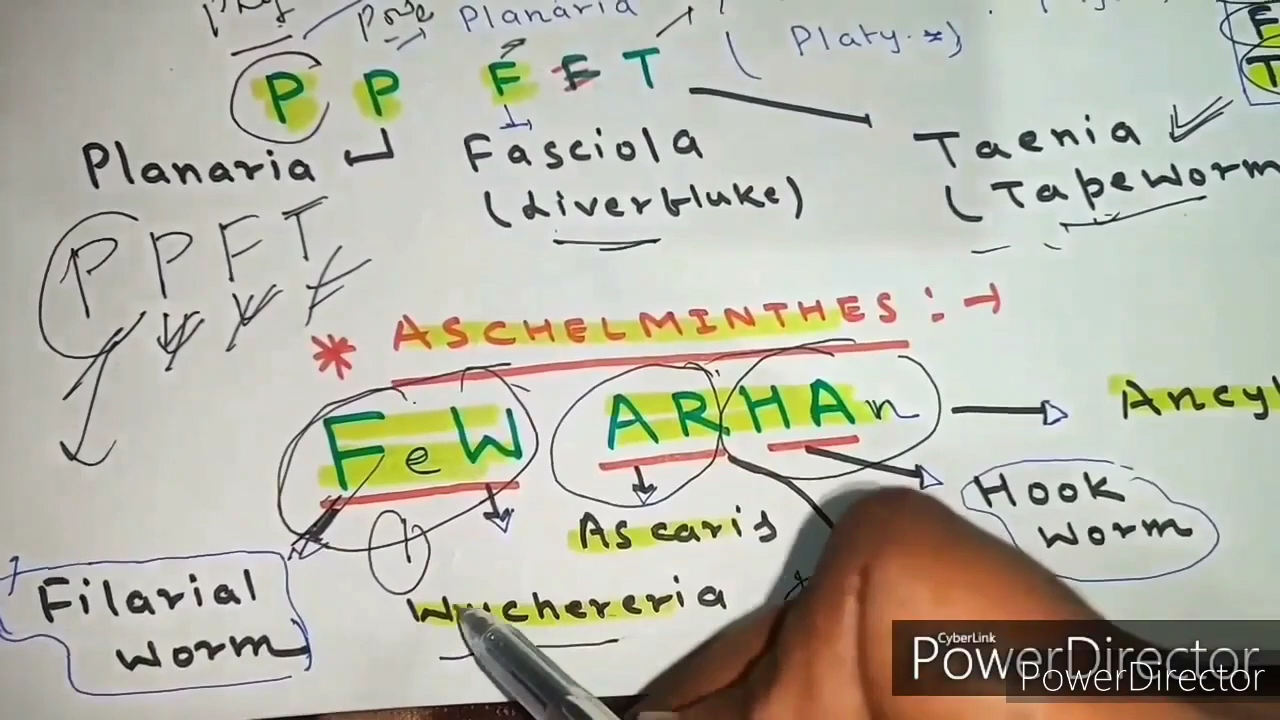 Planaria
(Platy.*)
P P F F T
F
T
Planaria
Fasciola
(Liverfluke)
Taenia
(Tapeworm
P P F T
* ASCHELMINTHES :→
FeW ARHAn
Ancyl
Hook
Worm
Ascaris
Filarial
Worm
Wuchereria
CyberLink
PowerDirector
PowerDirector